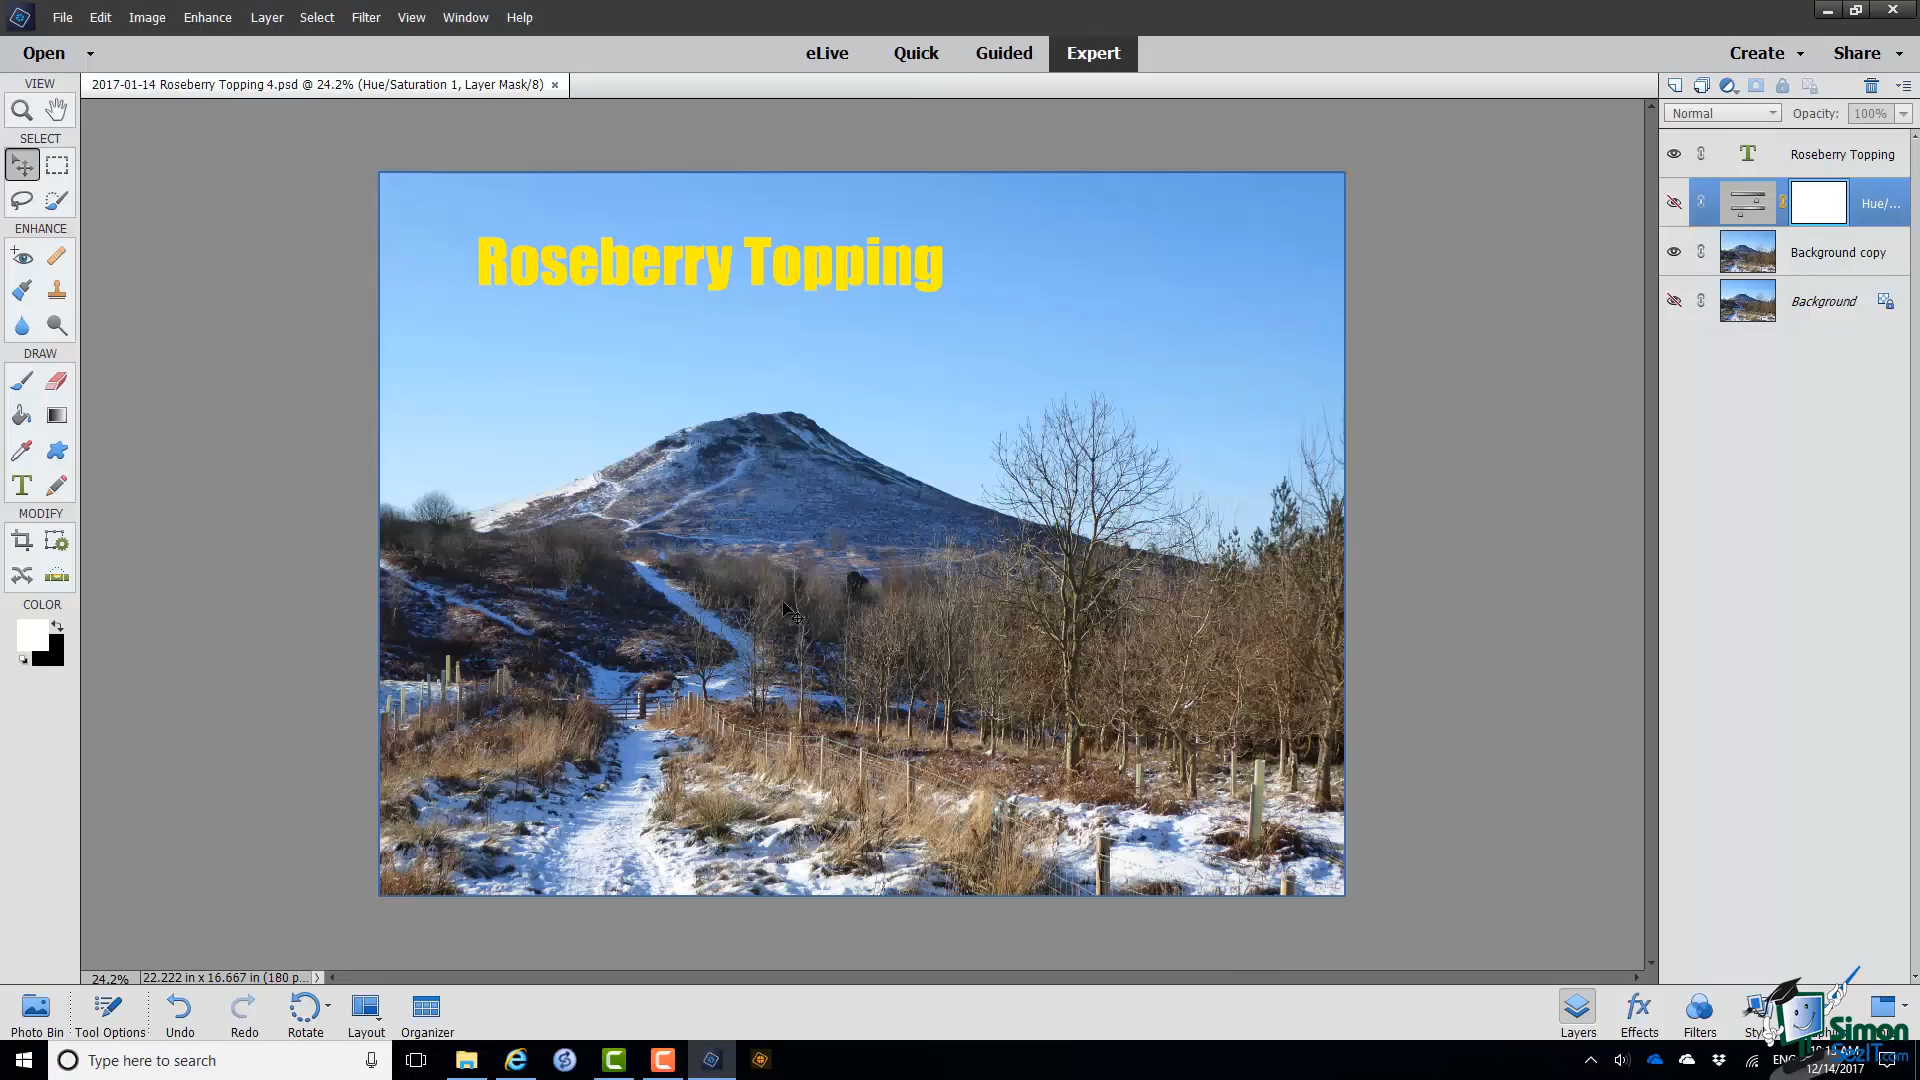 File Edit Image Enhance Layer Select Filter View Window Help
Open eLive Quick Guided Expert Create Share
VIEW
2017-01-14 Roseberry Topping 4.psd @ 24.2% (Hue/Saturation 1, Layer Mask/8) ×
Normal Opacity: 100%
SELECT
Roseberry Topping
Hue/...
ENHANCE
Roseberry Topping
Background copy
Background
DRAW
T
MODIFY
COLOR
24.2% 22.222 in x 16.667 in (180 p...
Photo Bin Tool Options Undo Redo Rotate Layout Organizer Layers Effects Filters
Simon
SezIT.com
Type here to search
ENG
12/14/2017